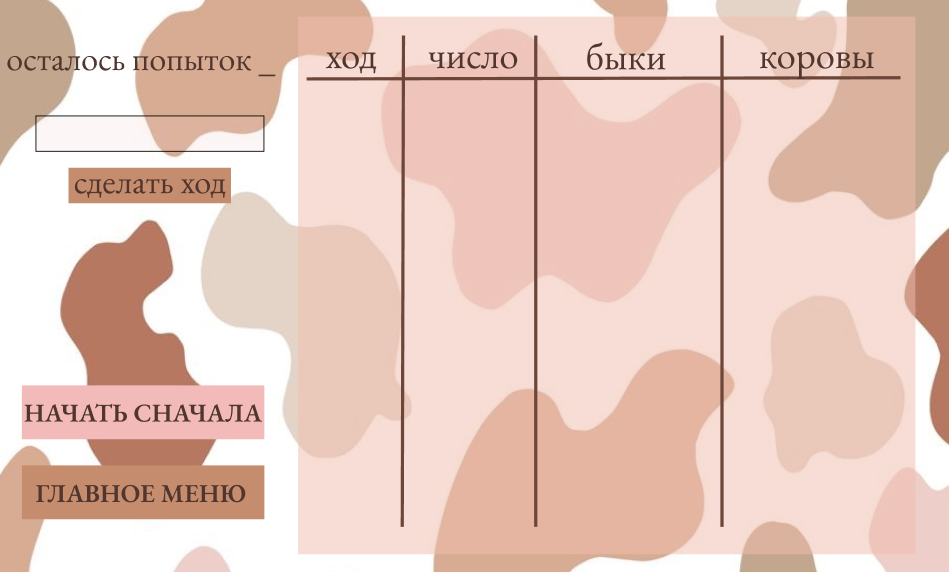 осталось попыток _
ход число быки коровы
сделать ход
НАЧАТЬ СНАЧАЛА
ГЛАВНОЕ МЕНЮ